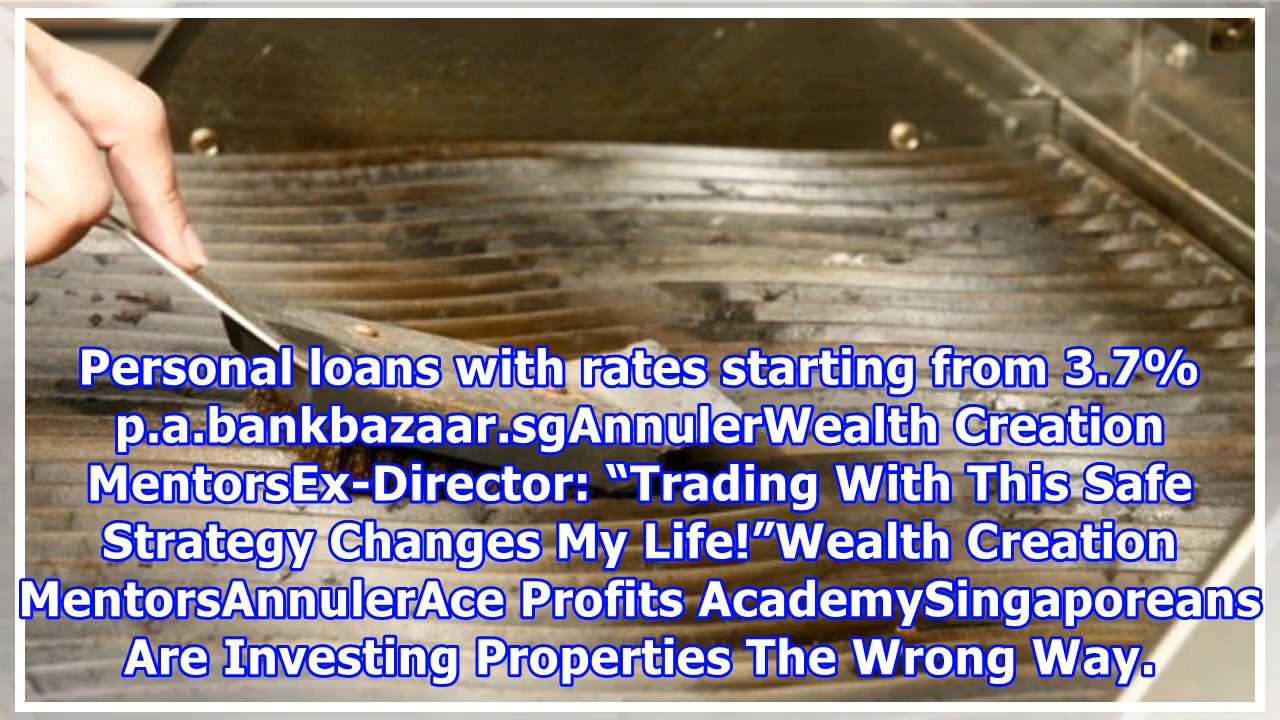 Personal loans with rates starting from 3.7%
p.a.bankbazaar.sgAnnulerWealth Creation
MentorsEx-Director: “Trading With This Safe
Strategy Changes My Life!”Wealth Creation
MentorsAnnulerAce Profits AcademySingaporeans
Are Investing Properties The Wrong Way.